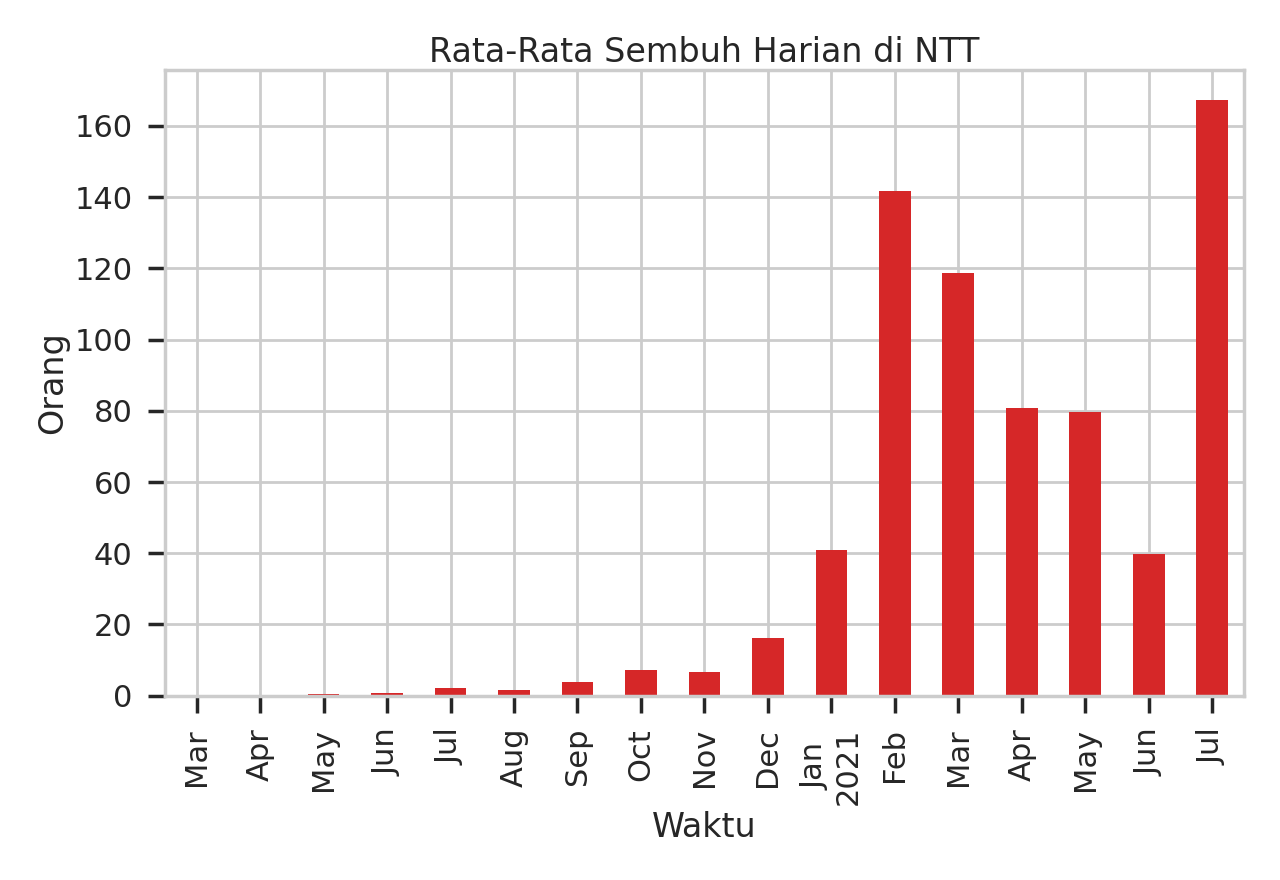 Rata-Rata Sembuh Harian di NTT
Orang
160
140
120
100
80
60
40
20
0
Mar
Apr
May
Jun
Jul
Aug
Sep
Oct
Nov
Dec
Jan
2021
Feb
Mar
Apr
May
Jun
Jul
Waktu